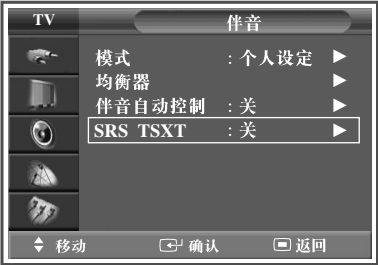 TV 伴音
模式 : 个人设定 ▶
均衡器 ▶
伴音自动控制 : 关 ▶
SRS TSXT : 关 ▶
移动 确认 返回